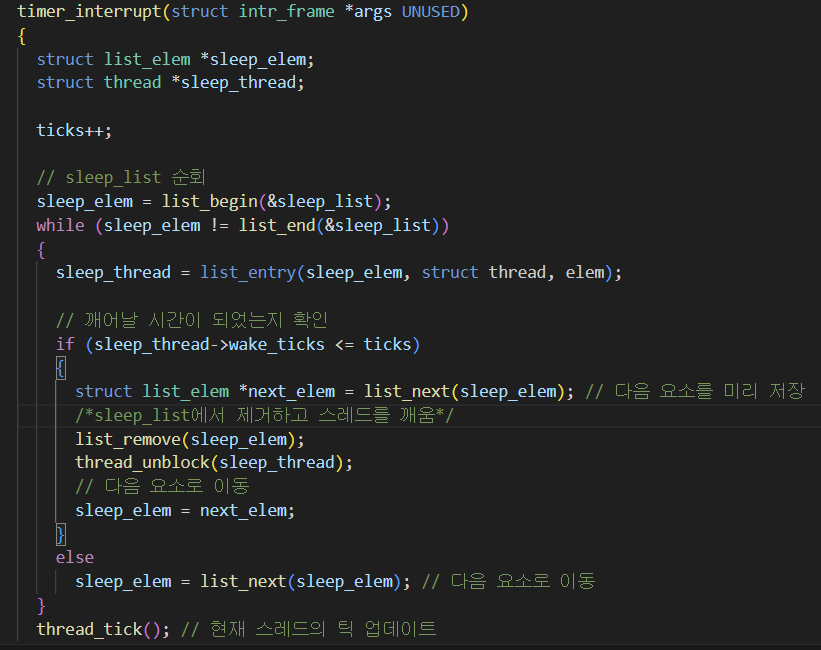 timer_interrupt(struct intr_frame *args UNUSED)
{
struct list_elem *sleep_elem;
struct thread *sleep_thread;
ticks++;
// sleep_list 순회
sleep_elem = list_begin(&sleep_list);
while (sleep_elem != list_end(&sleep_list))
{
sleep_thread = list_entry(sleep_elem, struct thread, elem);
// 깨어날 시간이 되었는지 확인
if (sleep_thread->wake_ticks <= ticks)
{
struct list_elem *next_elem = list_next(sleep_elem); // 다음 요소를 미리 저장
/*sleep_list에서 제거하고 스레드를 깨움*/
list_remove(sleep_elem);
thread_unblock(sleep_thread);
// 다음 요소로 이동
sleep_elem = next_elem;
}
else
sleep_elem = list_next(sleep_elem); // 다음 요소로 이동
}
thread_tick(); // 현재 스레드의 틱 업데이트